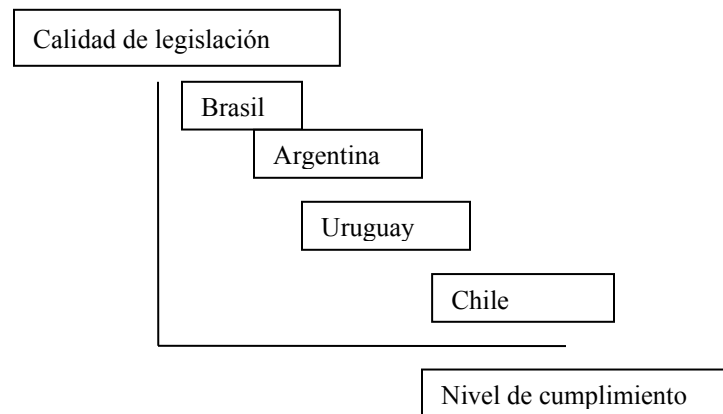 Calidad de legislación
Brasil
Argentina
Uruguay
Chile
Nivel de cumplimiento